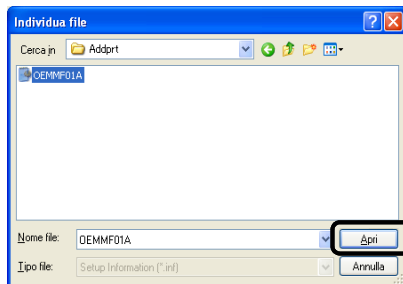 Individua file
Cerca in Addprt
OEMMF01A
Nome file: OEMMF01A Apri
Tipo file: Setup Information (*.inf) Annulla